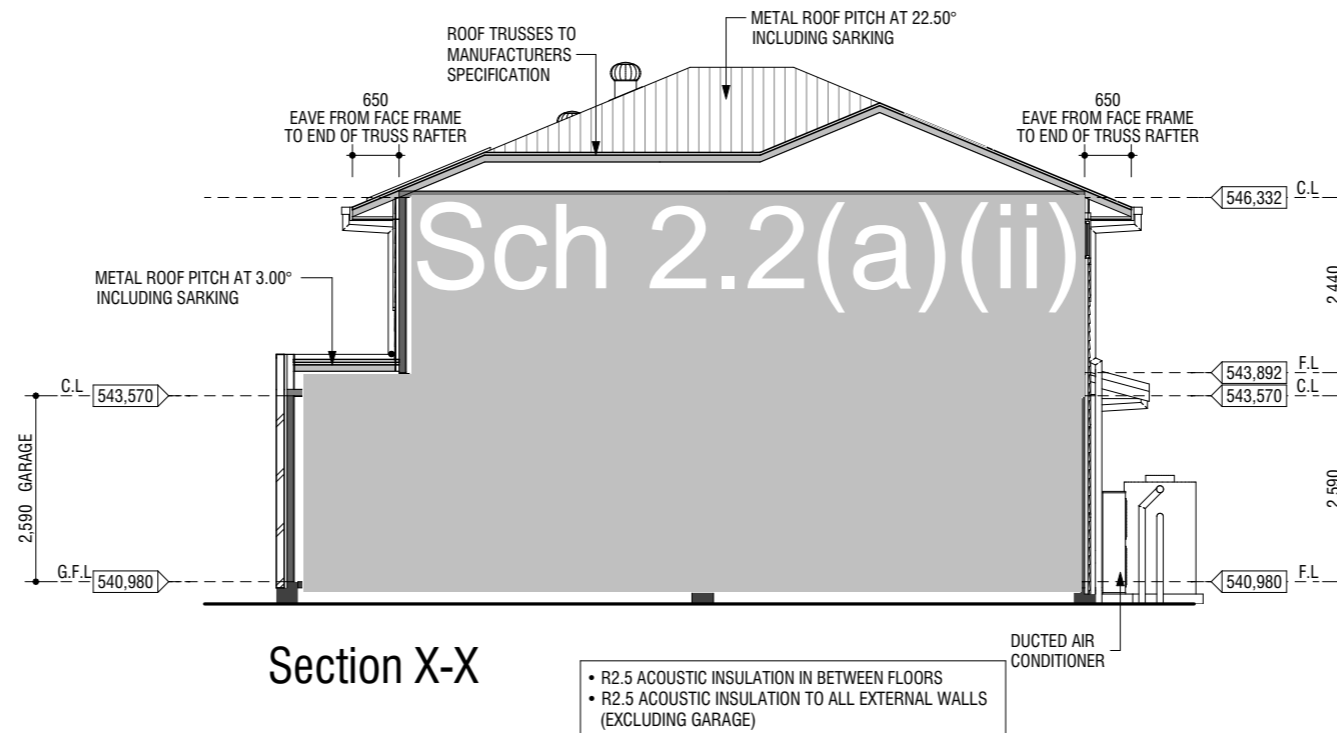 METAL ROOF PITCH AT 22.50°
INCLUDING SARKING
ROOF TRUSSES TO
MANUFACTURERS
SPECIFICATION
650
EAVE FROM FACE FRAME
TO END OF TRUSS RAFTER
650
EAVE FROM FACE FRAME
TO END OF TRUSS RAFTER
546,332 C.L
Sch 2.2(a)(ii)
METAL ROOF PITCH AT 3.00°
INCLUDING SARKING
2,440
543,892 F.L
C.L 543,570
543,570 C.L
2,590 GARAGE
2,590
G.F.L 540,980
540,980 F.L
DUCTED AIR
CONDITIONER
Section X-X
• R2.5 ACOUSTIC INSULATION IN BETWEEN FLOORS
• R2.5 ACOUSTIC INSULATION TO ALL EXTERNAL WALLS
(EXCLUDING GARAGE)